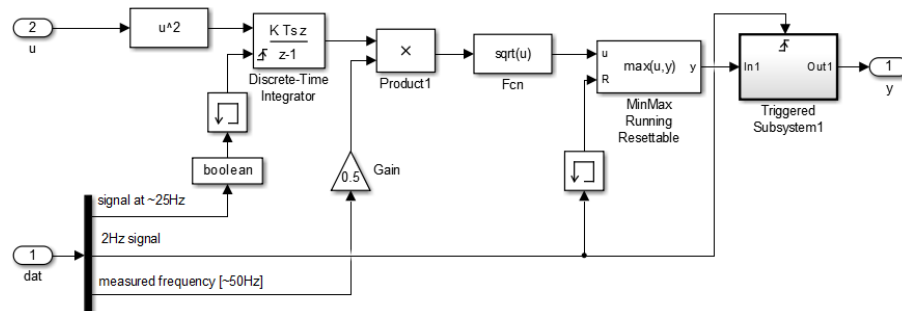 2
u
u^2
K Ts z
z-1
Discrete-Time
Integrator
×
Product1
sqrt(u)
Fcn
u
R
max(u,y)
y
MinMax
Running
Resettable
In1
Out1
Triggered
Subsystem1
1
y
boolean
0.5
Gain
signal at ~25Hz
2Hz signal
measured frequency [~50Hz]
1
dat